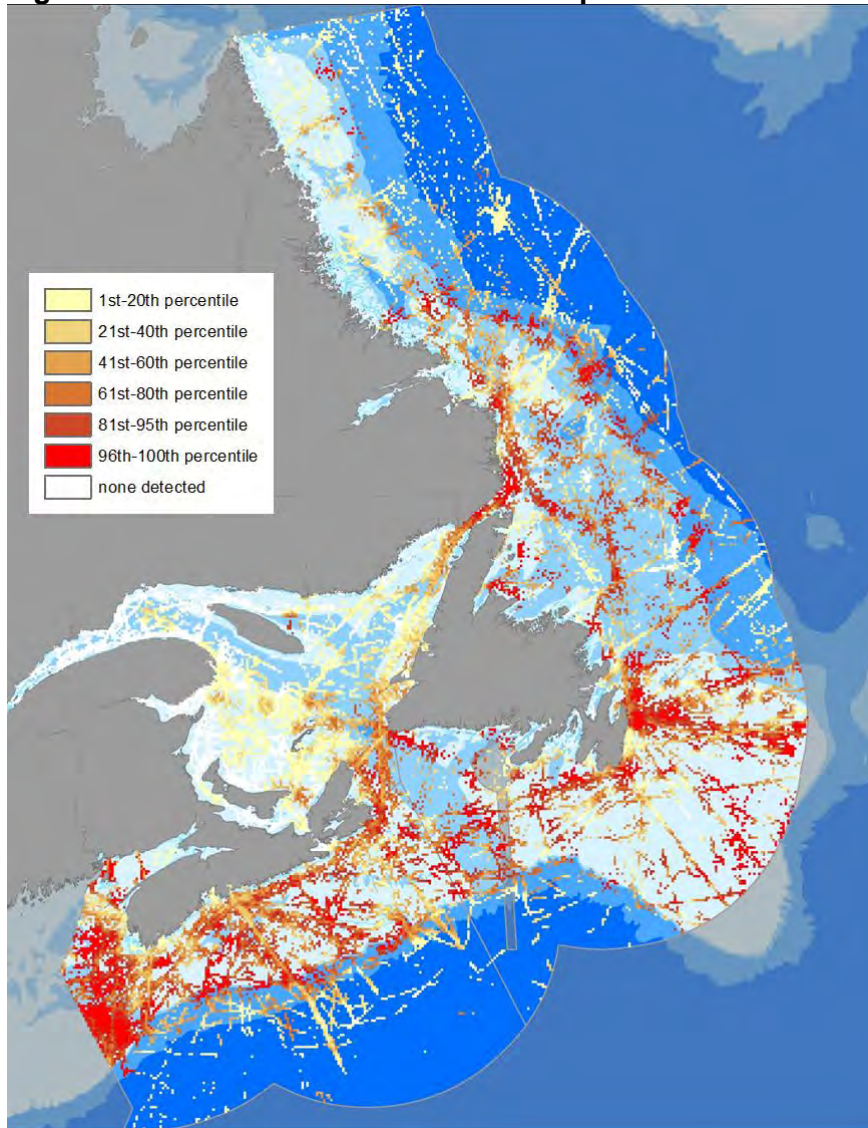 1st-20th percentile
21st-40th percentile
41st-60th percentile
61st-80th percentile
81st-95th percentile
96th-100th percentile
none detected